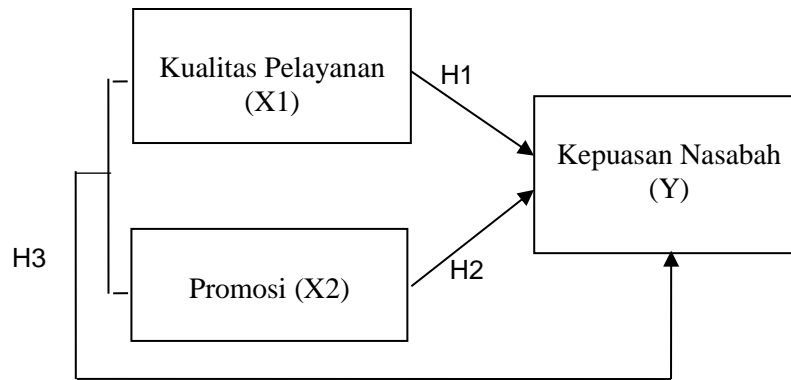 Kualitas Pelayanan
(X1)
H1
Kepuasan Nasabah
(Y)
H3
Promosi (X2)
H2